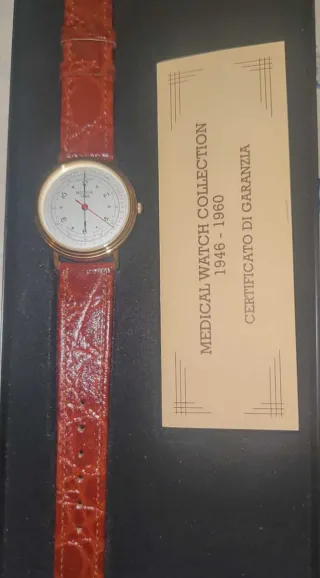 MEDICAL WATCH COLLECTION
1946 - 1960
CERTIFICATO DI GARANZIA